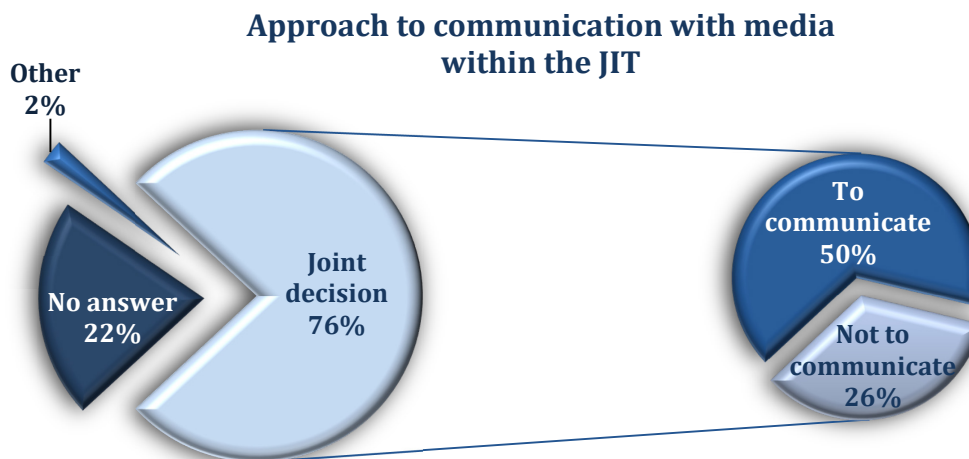 Approach to communication with media
within the JIT
Other
2%
No answer
22%
Joint
decision
76%
To
communicate
50%
Not to
communicate
26%